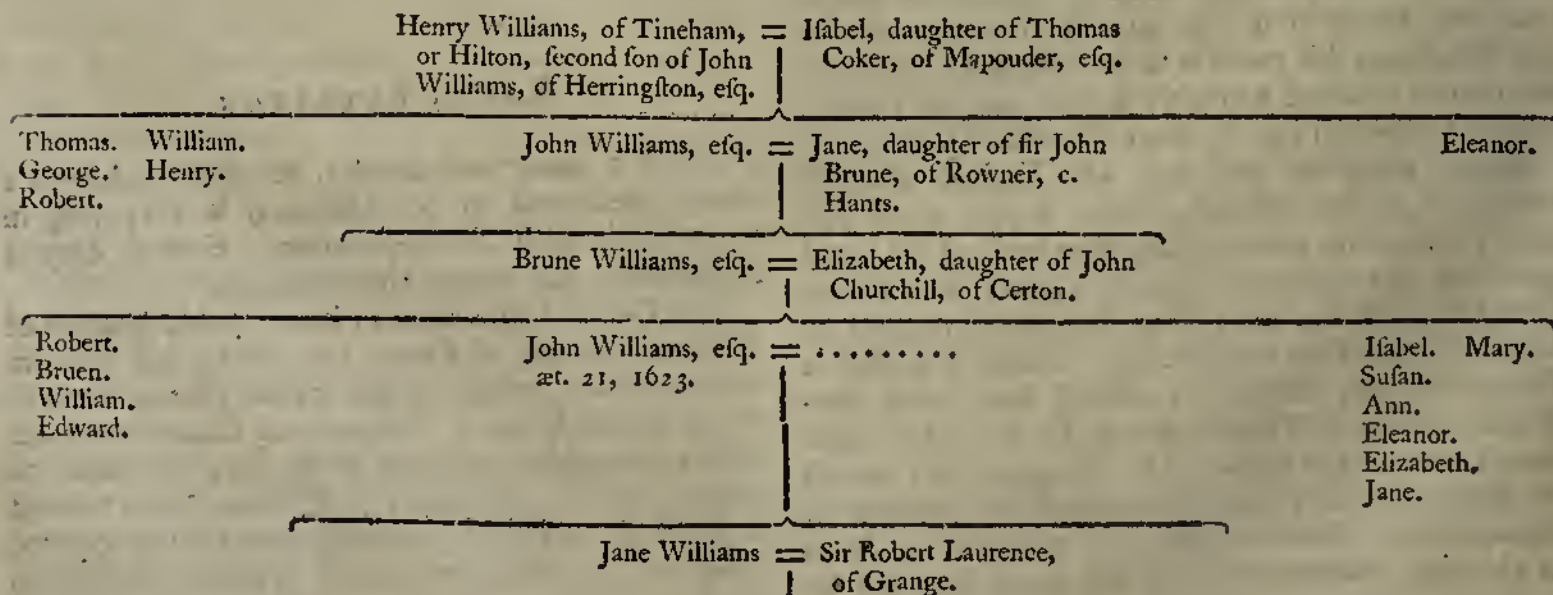 Henry Williams, of Tineham, = Iſabel, daughter of Thomas
or Hilton, ſecond ſon of John Coker, of Mapouder, eſq.
Williams, of Herringſton, eſq.
Thomas. William. John Williams, eſq. = Jane, daughter of ſir John Eleanor.
George. Henry. Brune, of Rowner, c.
Robert. Hants.
Brune Williams, eſq. = Elizabeth, daughter of John
Churchill, of Certon.
Robert. John Williams, eſq. = ......... Iſabel. Mary.
Bruen. æt. 21, 1623. Suſan.
William. Ann.
Edward. Eleanor.
Elizabeth.
Jane.
Jane Williams = Sir Robert Laurence,
of Grange.